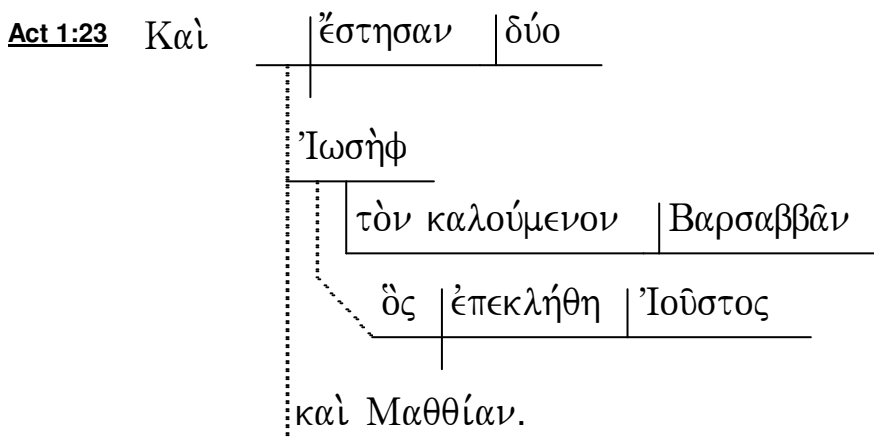 Act 1:23 Καὶ ἔστησαν δύο
Ἰωσὴφ
τὸν καλούμενον Βαρσαββᾶν
ὃς ἐπεκλήθη Ἰοῦστος
καὶ Μαθθίαν.